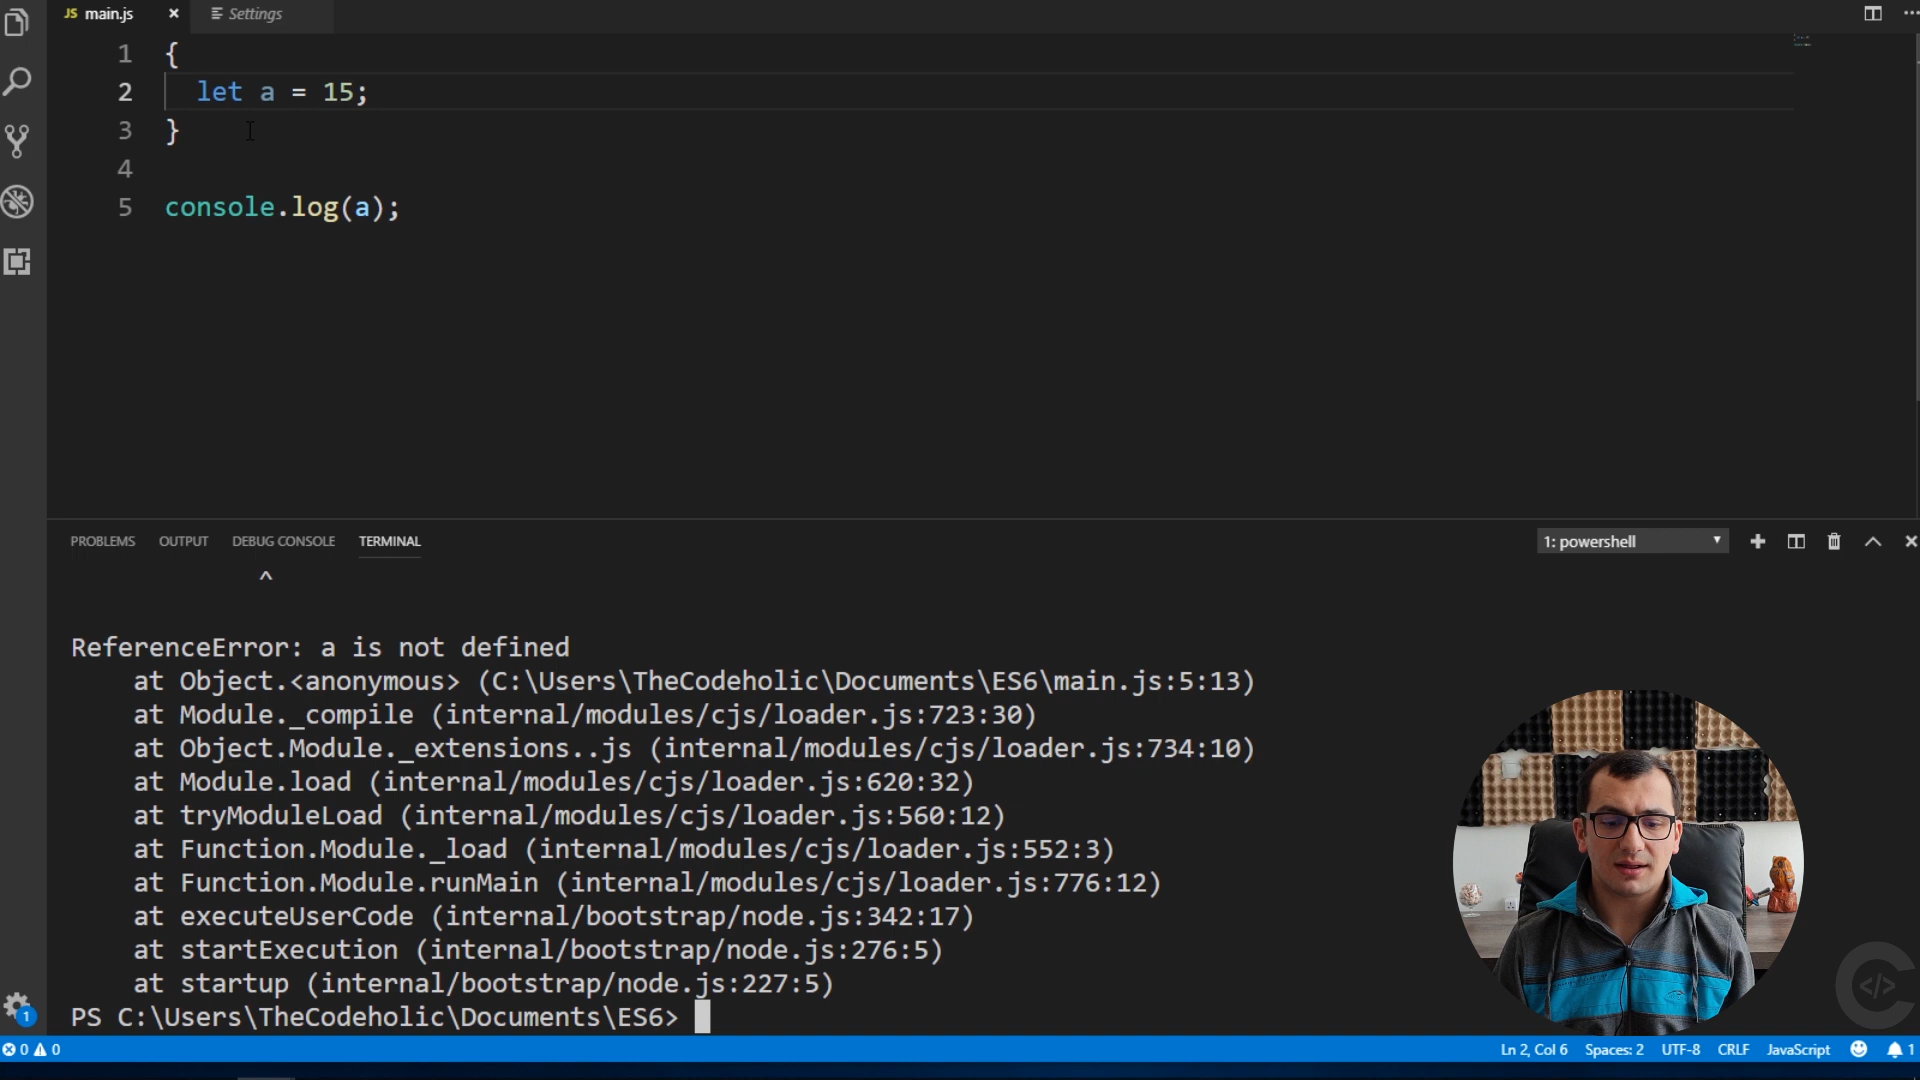 JS main.js × Settings
1 {
2 let a = 15;
3 }
4
5 console.log(a);
PROBLEMS OUTPUT DEBUG CONSOLE TERMINAL 1: powershell
^
ReferenceError: a is not defined
at Object.<anonymous> (C:\Users\TheCodeholic\Documents\ES6\main.js:5:13)
at Module._compile (internal/modules/cjs/loader.js:723:30)
at Object.Module._extensions..js (internal/modules/cjs/loader.js:734:10)
at Module.load (internal/modules/cjs/loader.js:620:32)
at tryModuleLoad (internal/modules/cjs/loader.js:560:12)
at Function.Module._load (internal/modules/cjs/loader.js:552:3)
at Function.Module.runMain (internal/modules/cjs/loader.js:776:12)
at executeUserCode (internal/bootstrap/node.js:342:17)
at startExecution (internal/bootstrap/node.js:276:5)
at startup (internal/bootstrap/node.js:227:5)
PS C:\Users\TheCodeholic\Documents\ES6>
1
0 0 Ln 2, Col 6 Spaces: 2 UTF-8 CRLF JavaScript 1